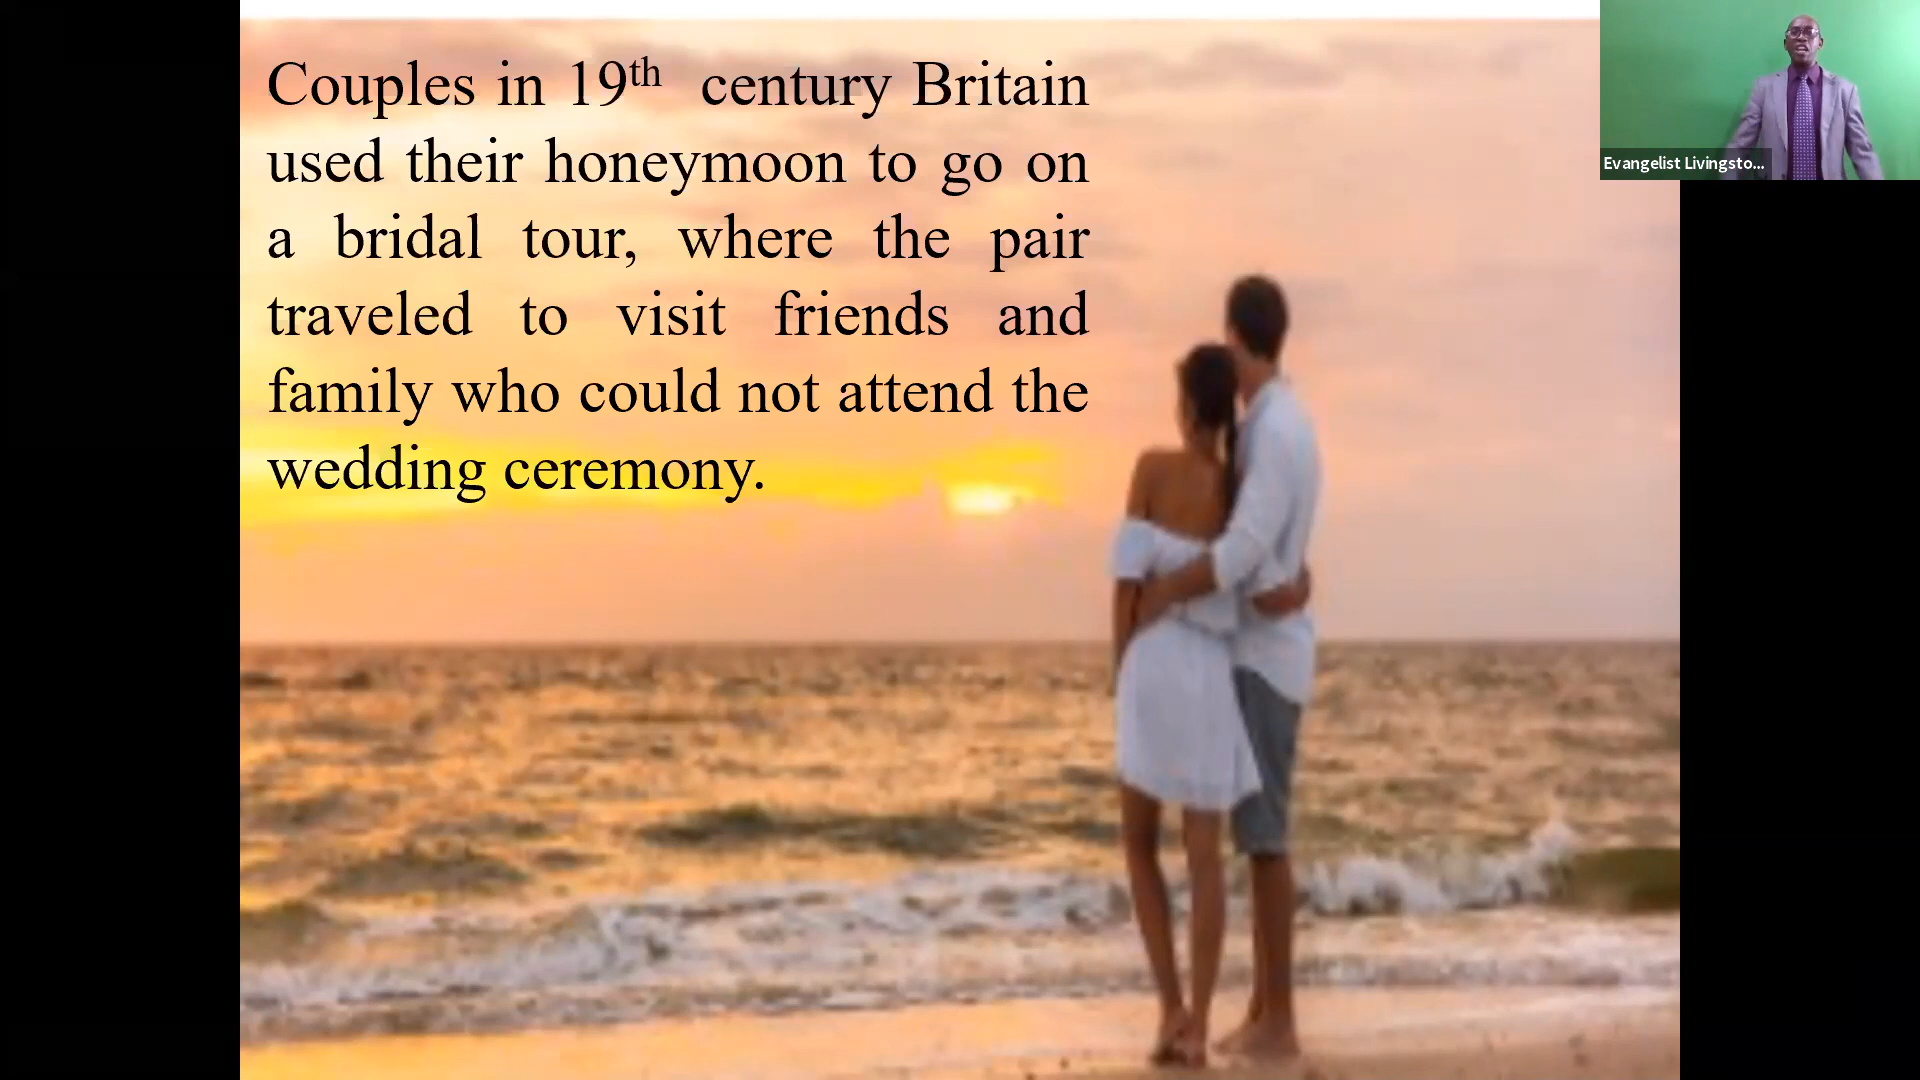 Couples in 19th century Britain
used their honeymoon to go on
a bridal tour, where the pair
traveled to visit friends and
family who could not attend the
wedding ceremony.
Evangelist Livingsto...